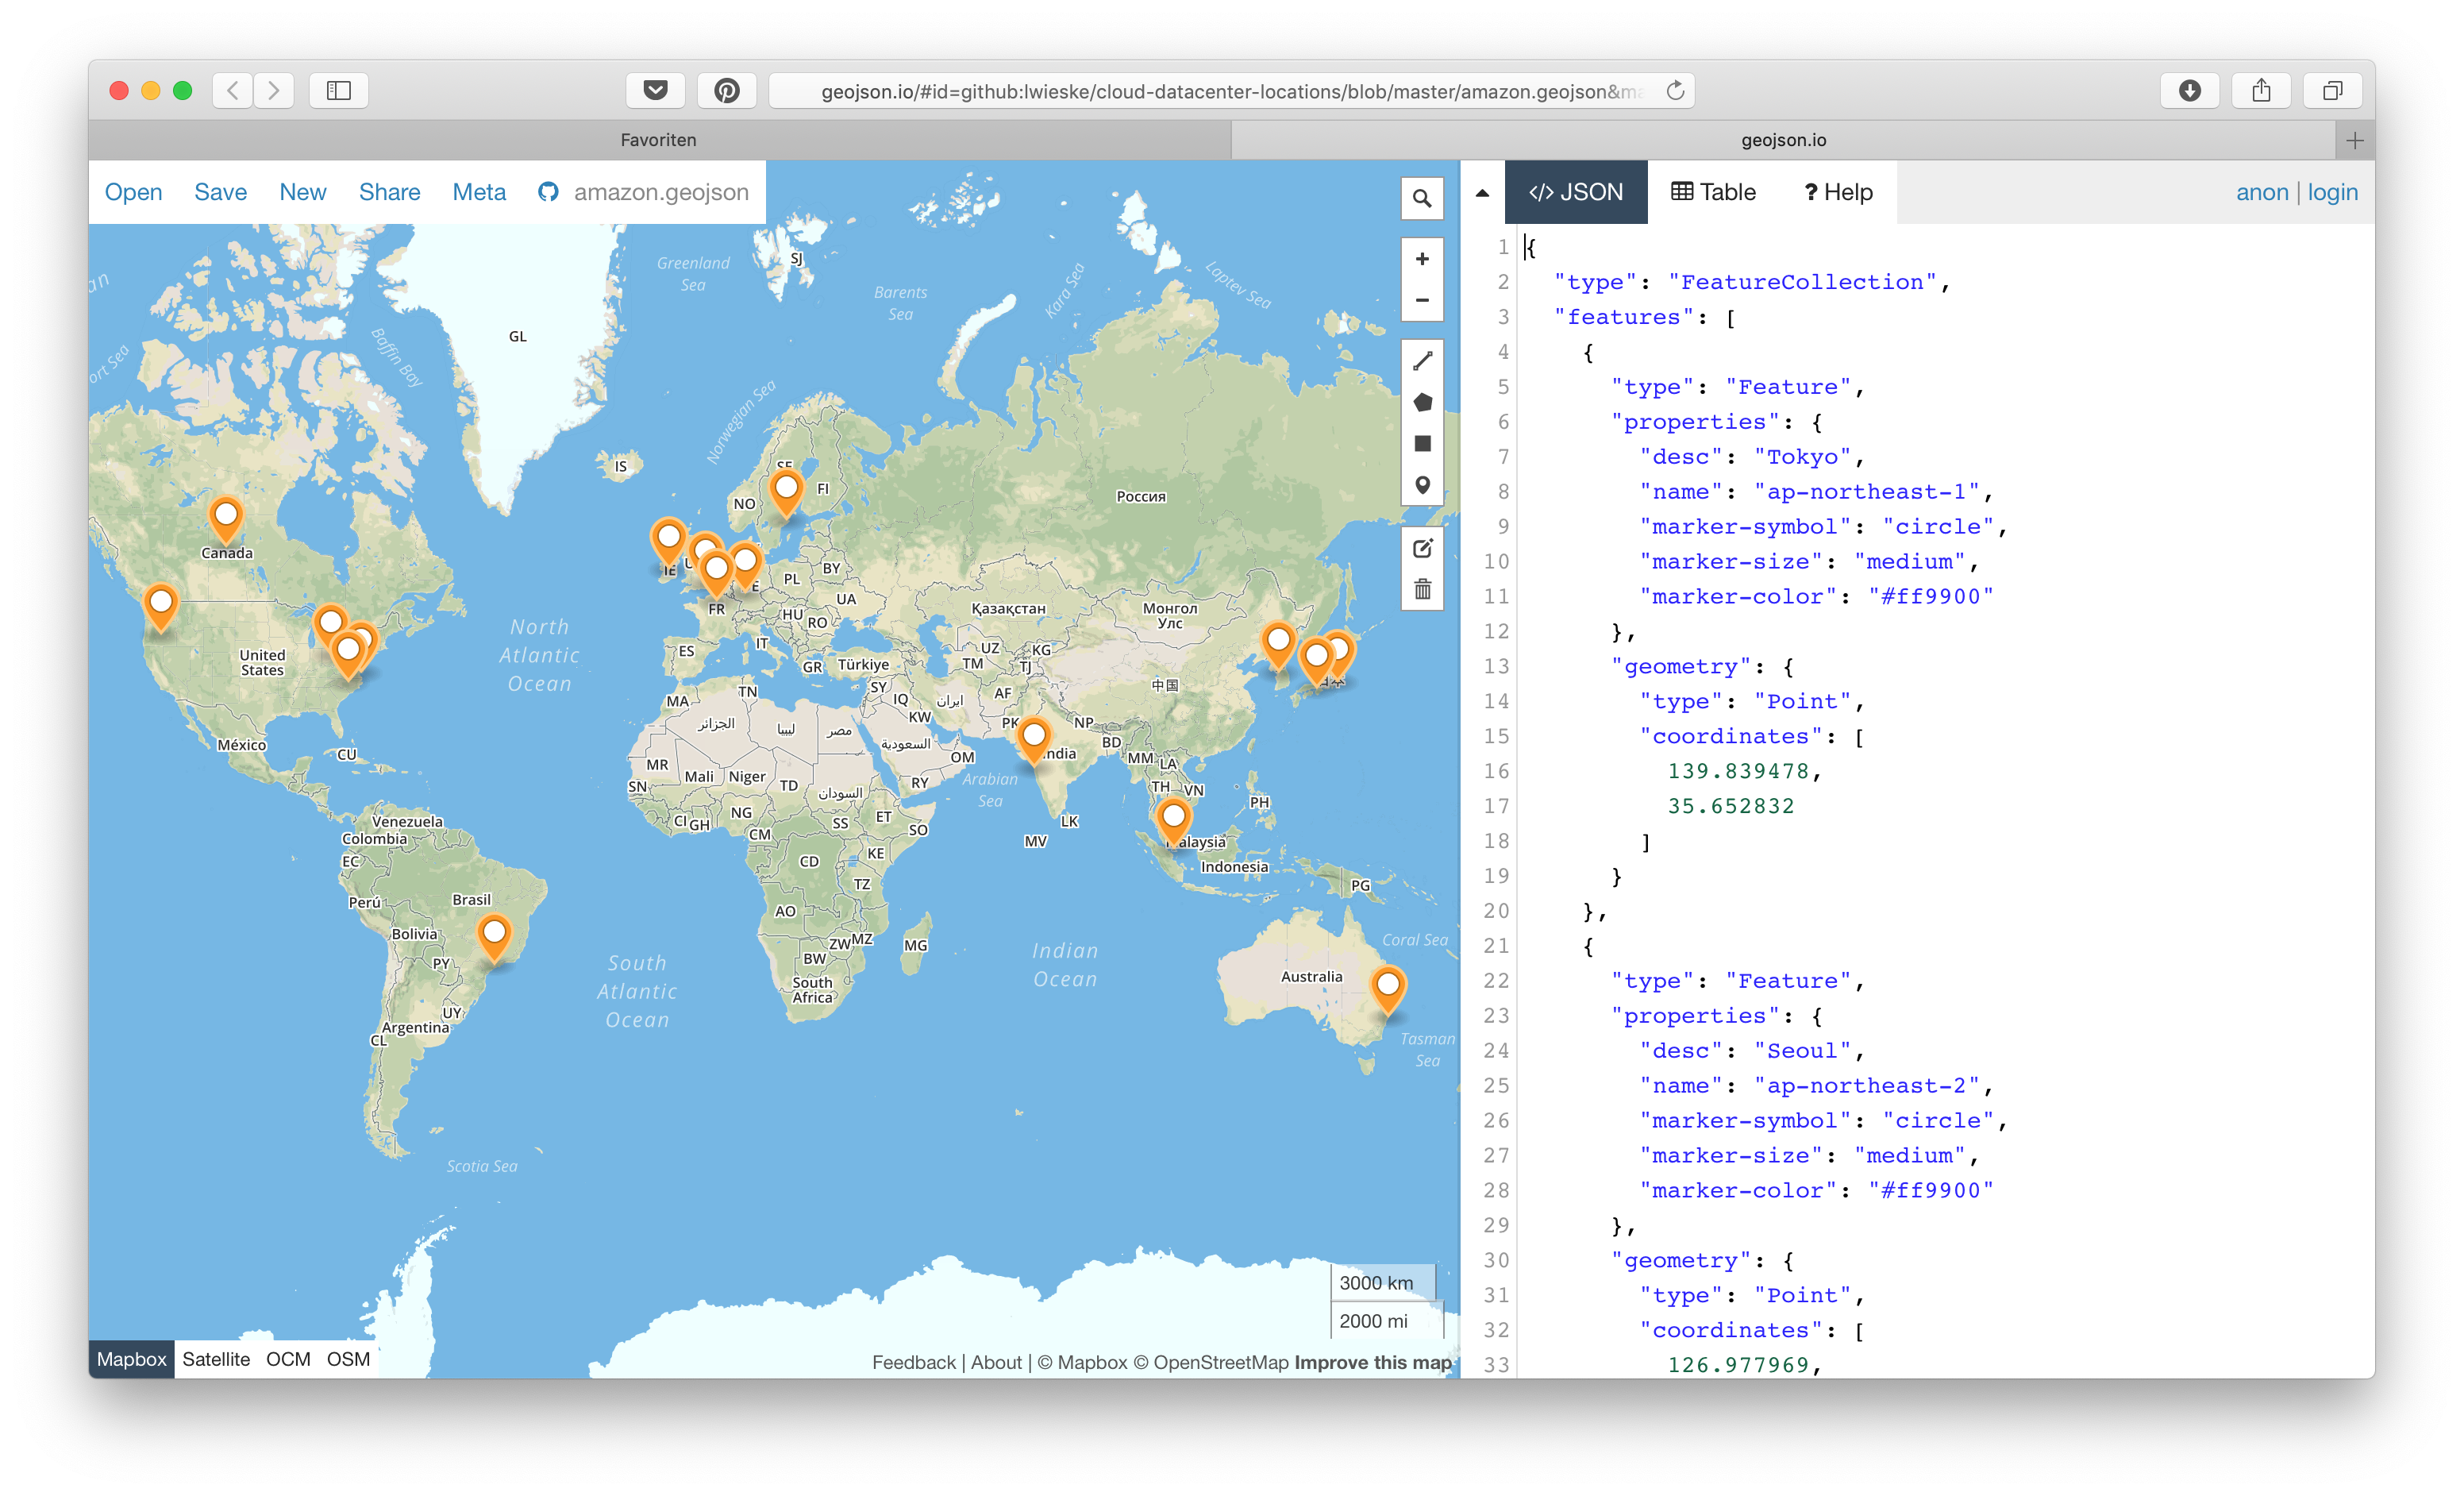 geojson.io/#id=github:lwieske/cloud-datacenter-locations/blob/master/amazon.geojson&ma
Favoriten
geojson.io
Open Save New Share Meta amazon.geojson
</> JSON Table ? Help
anon | login
Greenland
Sea
SJ
Barents
Sea
Kara Sea
Laptev Sea
GL
Baffin Bay
ort Sea
an
Norwegian Sea
IS
SE
NO
FI
Россия
Canada
IE
U
E
PL
BY
FR
UA
HU
RO
Қазақстан
Монгол
Улс
North
Atlantic
Ocean
United
States
ES
IT
GR
Türkiye
UZ
KG
TM
TJ
中国
日本
MA
TN
SY
IQ
ایران
AF
KW
PK
NP
الجزائر
ليبيا
مصر
السعودية
México
CU
India
BD
OM
MR
Mali
Niger
TD
SN
السودان
RY
Arabian
Sea
MM
LA
TH
VN
PH
CI
GH
NG
CM
SS
ET
SO
LK
MV
Venezuela
Colombia
EC
CD
KE
alaysia
Indonesia
PG
TZ
Perú
Brasil
AO
Bolivia
ZW
MZ
MG
BW
PY
South
Africa
South
Atlantic
Ocean
Indian
Ocean
Coral Sea
Australia
Tasman
Sea
UY
Argentina
CL
Scotia Sea
3000 km
2000 mi
Mapbox Satellite OCM OSM
Feedback | About | © Mapbox © OpenStreetMap Improve this map
1 {
2 "type": "FeatureCollection",
3 "features": [
4 {
5 "type": "Feature",
6 "properties": {
7 "desc": "Tokyo",
8 "name": "ap-northeast-1",
9 "marker-symbol": "circle",
10 "marker-size": "medium",
11 "marker-color": "#ff9900"
12 },
13 "geometry": {
14 "type": "Point",
15 "coordinates": [
16 139.839478,
17 35.652832
18 ]
19 }
20 },
21 {
22 "type": "Feature",
23 "properties": {
24 "desc": "Seoul",
25 "name": "ap-northeast-2",
26 "marker-symbol": "circle",
27 "marker-size": "medium",
28 "marker-color": "#ff9900"
29 },
30 "geometry": {
31 "type": "Point",
32 "coordinates": [
33 126.977969,